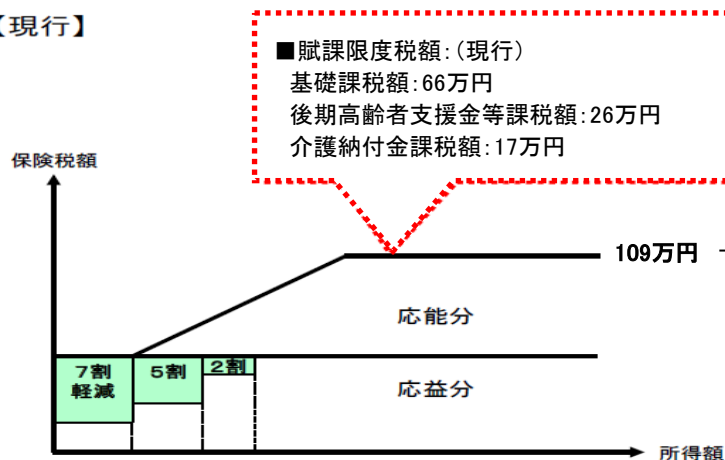 【現行】
■賦課限度税額:(現行)
基礎課税額:66万円
後期高齢者支援金等課税額:26万円
介護納付金課税額:17万円
保険税額
109万円
応能分
7割
軽減
5割
2割
応益分
所得額